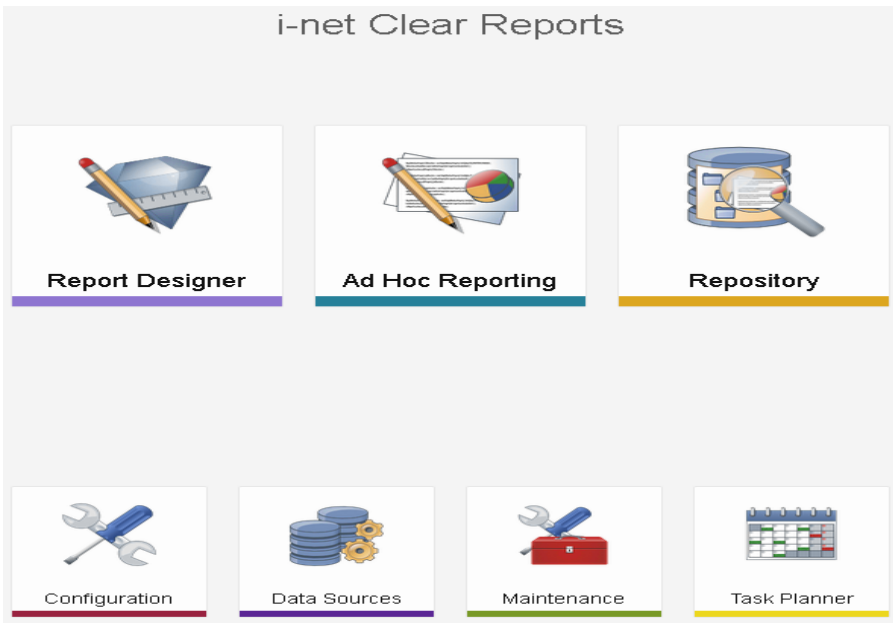 i-net Clear Reports
Report Designer
Ad Hoc Reporting
Repository
Configuration
Data Sources
Maintenance
Task Planner